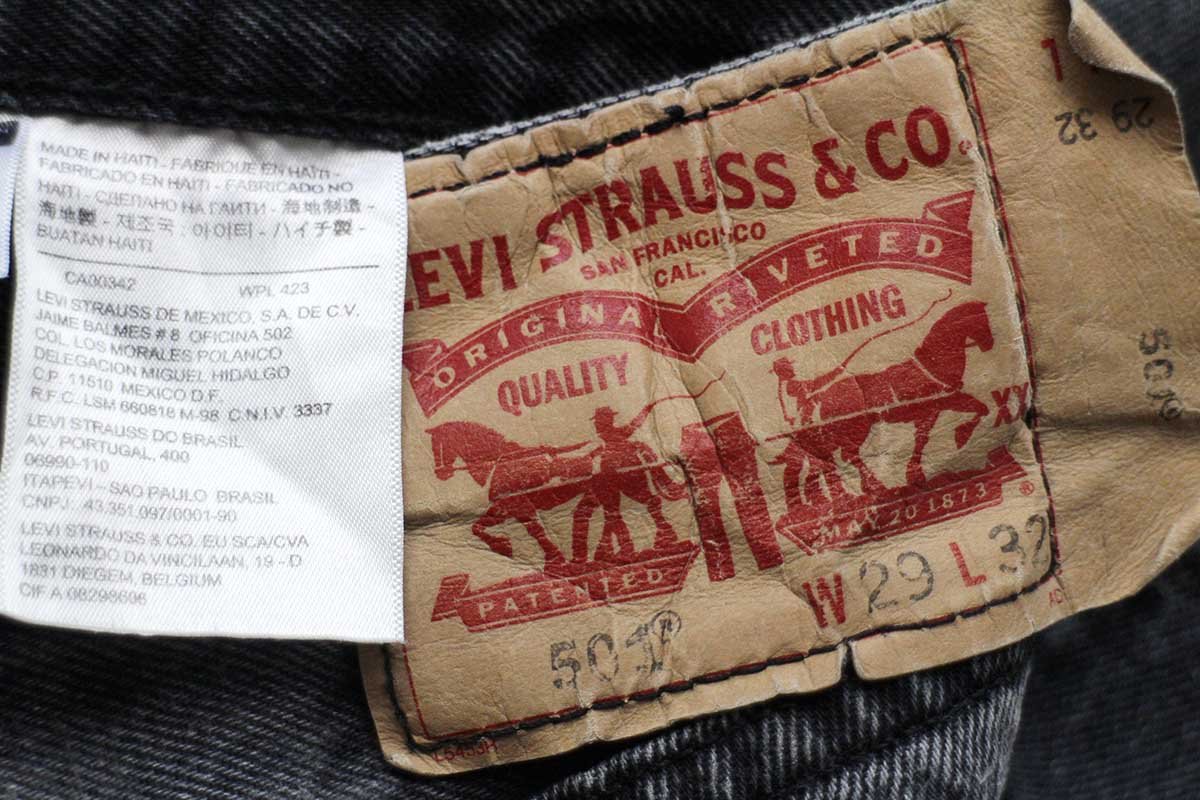 MADE IN HAITI - FABRIQUE EN HAÏTI -
FABRICADO EN HAITI - FABRICADO NO
HAITI - СДЕЛАНО НА ГАИТИ - 海地制造 -
海地製 - 제조국 : 아이티 - ハイチ製 -
BUATAN HAITI
CA00342 WPL 423
LEVI STRAUSS DE MEXICO, S.A. DE C.V.
JAIME BALMES # 8 OFICINA 502
COL. LOS MORALES POLANCO
DELEGACION MIGUEL HIDALGO
C.P. 11510 MEXICO D.F.
R.F.C. LSM 660818 M-98 C.N.I.V. 3337
LEVI STRAUSS DO BRASIL
AV. PORTUGAL, 400
06990-110
ITAPEVI - SAO PAULO BRASIL
CNPJ. 43.351.097/0001-90
LEVI STRAUSS & CO. EU SCA/CVA
LEONARDO DA VINCILAAN, 19 - D
1831 DIEGEM, BELGIUM
CIF A 08298696
LEVI STRAUSS & CO.
SAN FRANCISCO
CAL.
ORIGINAL RIVETED
QUALITY CLOTHING
XX
MAY 20 1873 ®
PATENTED
501® W 29 L 32
AD
29
32
501®